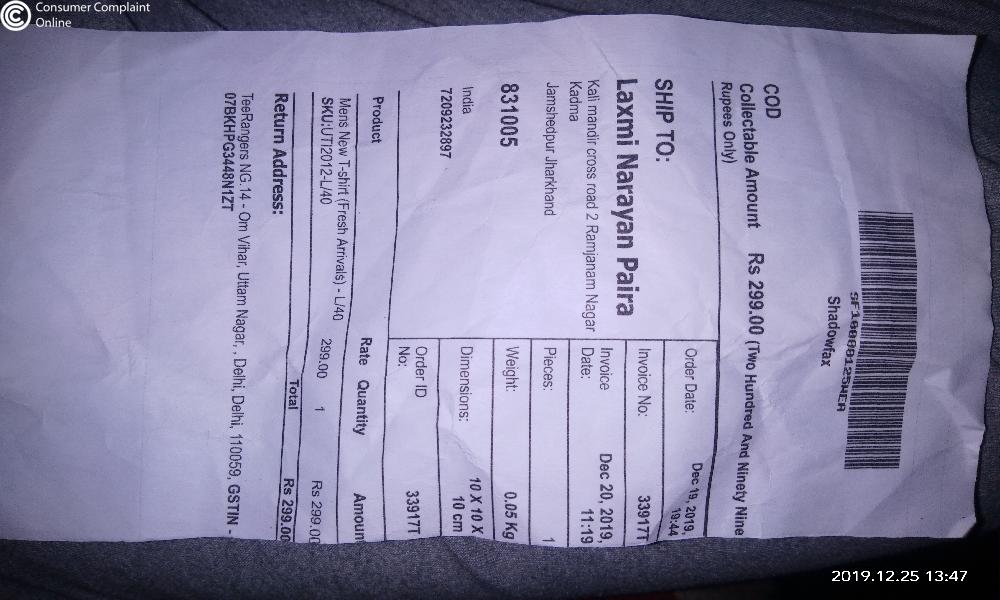 Consumer Complaint
Online
SF16088125WEA
Shadowfax
COD
Collectable Amount Rs 299.00 (Two Hundred And Ninety Nine
Rupees Only)
SHIP TO:
Laxmi Narayan Paira
Kali mandir cross road 2 Ramjanam Nagar
Kadma
Jamshedpur Jharkhand
831005
India
7209232897
Order Date: Dec 19, 2019, 19:44
Invoice No: 33917T
Invoice Date: Dec 20, 2019, 11:19
Pieces: 1
Weight: 0.05 Kg
Dimensions: 10 X 10 X 10 cm
Order ID No: 33917T
Product Rate Quantity Amoun
Mens New T-shirt (Fresh Arrivals) - L/40 299.00 1 Rs 299.00
SKU:UTI2012-L/40
Total Rs 299.00
Return Address:
TeeRangers NG.14 - Om Vihar, Uttam Nagar, , Delhi, Delhi, 110059, GSTIN -
07BKHPG3448N1ZT
2019.12.25 13:47